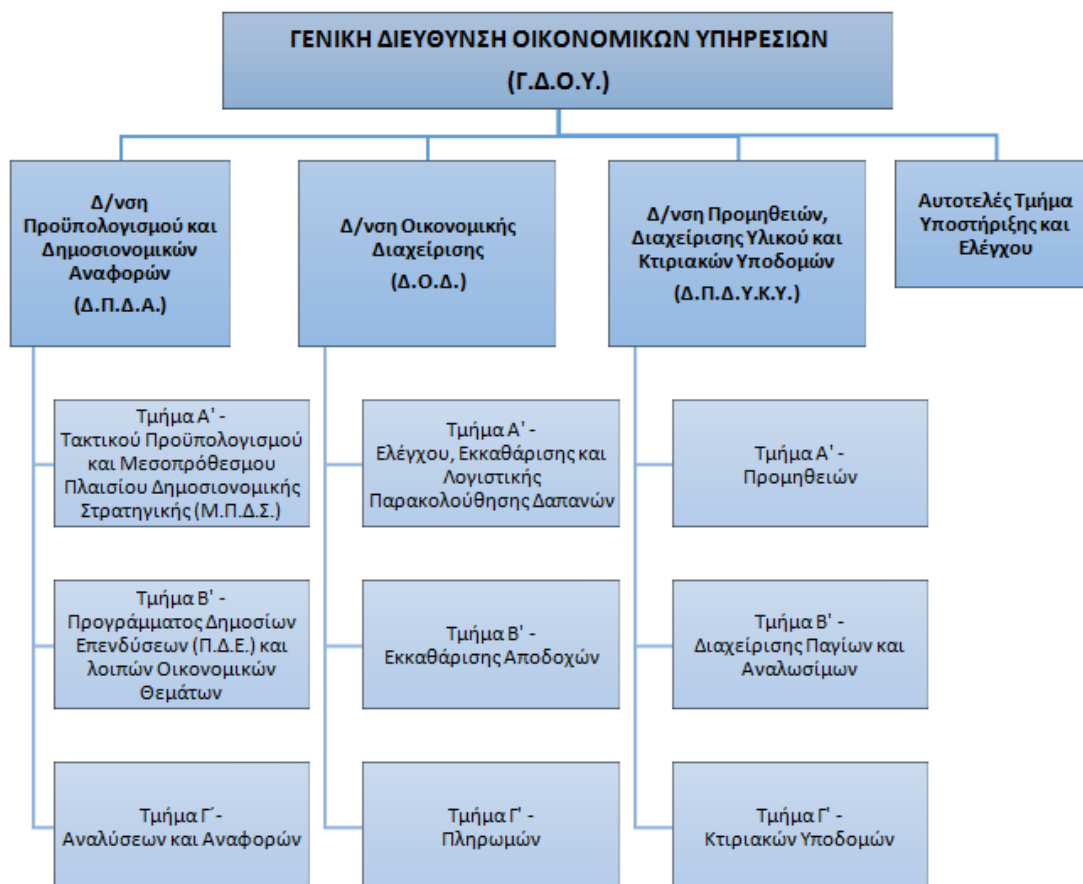 ΓΕΝΙΚΗ ΔΙΕΥΘΥΝΣΗ ΟΙΚΟΝΟΜΙΚΩΝ ΥΠΗΡΕΣΙΩΝ
(Γ.Δ.Ο.Υ.)
Δ/νση
Προϋπολογισμού και
Δημοσιονομικών
Αναφορών
(Δ.Π.Δ.Α.)
Δ/νση Οικονομικής
Διαχείρισης
(Δ.Ο.Δ.)
Δ/νση Προμηθειών,
Διαχείρισης Υλικού και
Κτιριακών Υποδομών
(Δ.Π.Δ.Υ.Κ.Υ.)
Αυτοτελές Τμήμα
Υποστήριξης και
Ελέγχου
Τμήμα Α' -
Τακτικού Προϋπολογισμού
και Μεσοπρόθεσμου
Πλαισίου Δημοσιονομικής
Στρατηγικής (Μ.Π.Δ.Σ.)
Τμήμα Α' -
Ελέγχου, Εκκαθάρισης και
Λογιστικής
Παρακολούθησης Δαπανών
Τμήμα Α' -
Προμηθειών
Τμήμα Β' -
Προγράμματος Δημοσίων
Επενδύσεων (Π.Δ.Ε.) και
λοιπών Οικονομικών
Θεμάτων
Τμήμα Β' -
Εκκαθάρισης Αποδοχών
Τμήμα Β' -
Διαχείρισης Παγίων και
Αναλωσίμων
Τμήμα Γ΄-
Αναλύσεων και Αναφορών
Τμήμα Γ' -
Πληρωμών
Τμήμα Γ' -
Κτιριακών Υποδομών